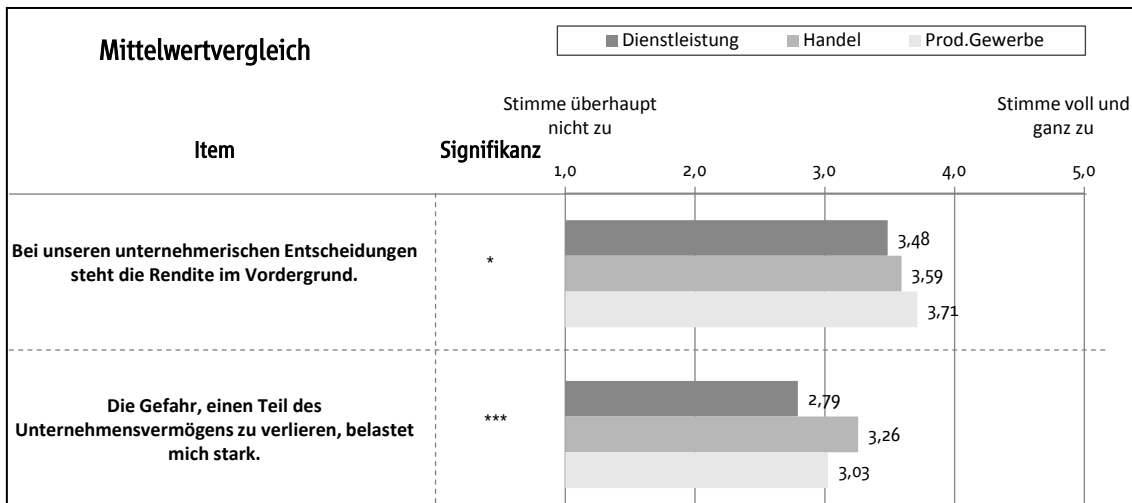 Mittelwertvergleich
Dienstleistung Handel Prod.Gewerbe
Stimme überhaupt
nicht zu
Stimme voll und
ganz zu
Item Signifikanz
1,0 2,0 3,0 4,0 5,0
Bei unseren unternehmerischen Entscheidungen
steht die Rendite im Vordergrund.
*
3,48
3,59
3,71
Die Gefahr, einen Teil des
Unternehmensvermögens zu verlieren, belastet
mich stark.
***
2,79
3,26
3,03